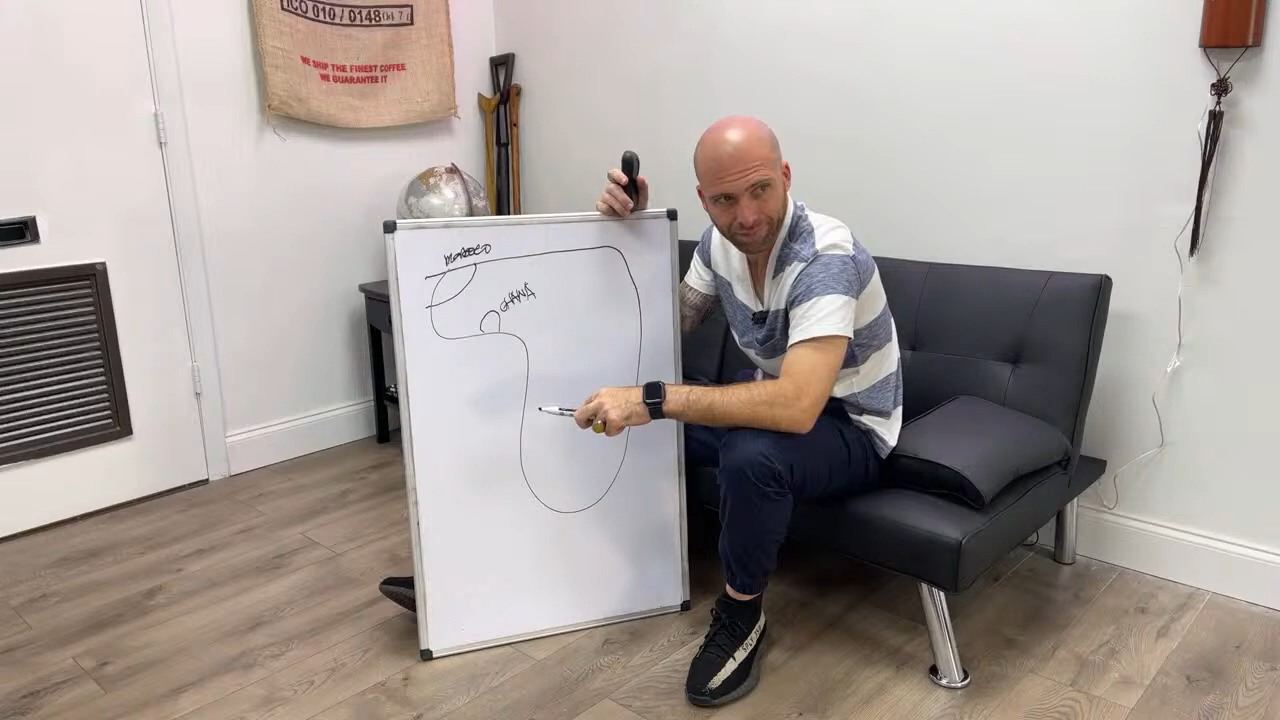 ICO 010 / 0148
WE SHIP THE FINEST COFFEE
WE GUARANTEE IT
MOROCCO
GHANA